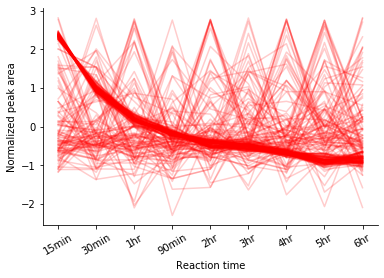 Normalized peak area
3
2
1
0
−1
−2
15min 30min 1hr 90min 2hr 3hr 4hr 5hr 6hr
Reaction time